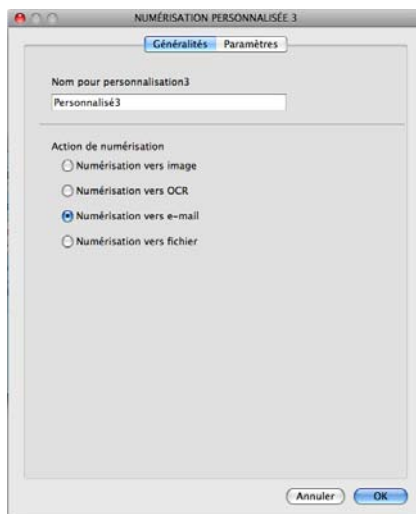 NUMÉRISATION PERSONNALISÉE 3
Généralités Paramètres
Nom pour personnalisation3
Personnalisé3
Action de numérisation
Numérisation vers image
Numérisation vers OCR
Numérisation vers e-mail
Numérisation vers fichier
Annuler OK